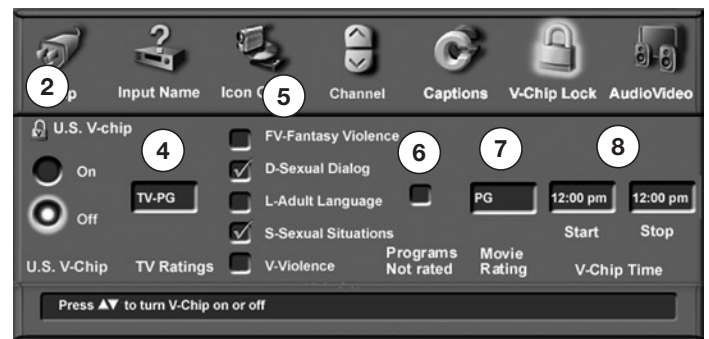 2
p
Input Name
Icon
5
Channel
Captions
V-Chip Lock
AudioVideo
U.S. V-chip
4
FV-Fantasy Violence
6
7
8
On
D-Sexual Dialog
TV-PG
L-Adult Language
PG
12:00 pm
12:00 pm
Off
S-Sexual Situations
Start
Stop
U.S. V-Chip
TV Ratings
V-Violence
Programs
Not rated
Movie
Rating
V-Chip Time
Press ▲▼ to turn V-Chip on or off